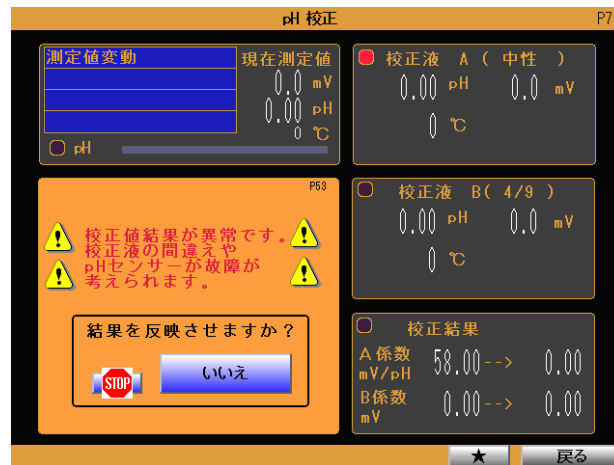 pH 校正
P7
測定値変動
現在測定値
0.0 mV
0.00 pH
0 ℃
pH
校正液 A ( 中性 )
0.00 pH 0.0 mV
0 ℃
P53
校正値結果が異常です。
校正液の間違えや
pHセンサーが故障が
考えられます。
結果を反映させますか？
STOP
いいえ
校正液 B( 4/9 )
0.00 pH 0.0 mV
0 ℃
校正結果
A係数
mV/pH
58.00--> 0.00
B係数
mV
0.00--> 0.00
★
戻る